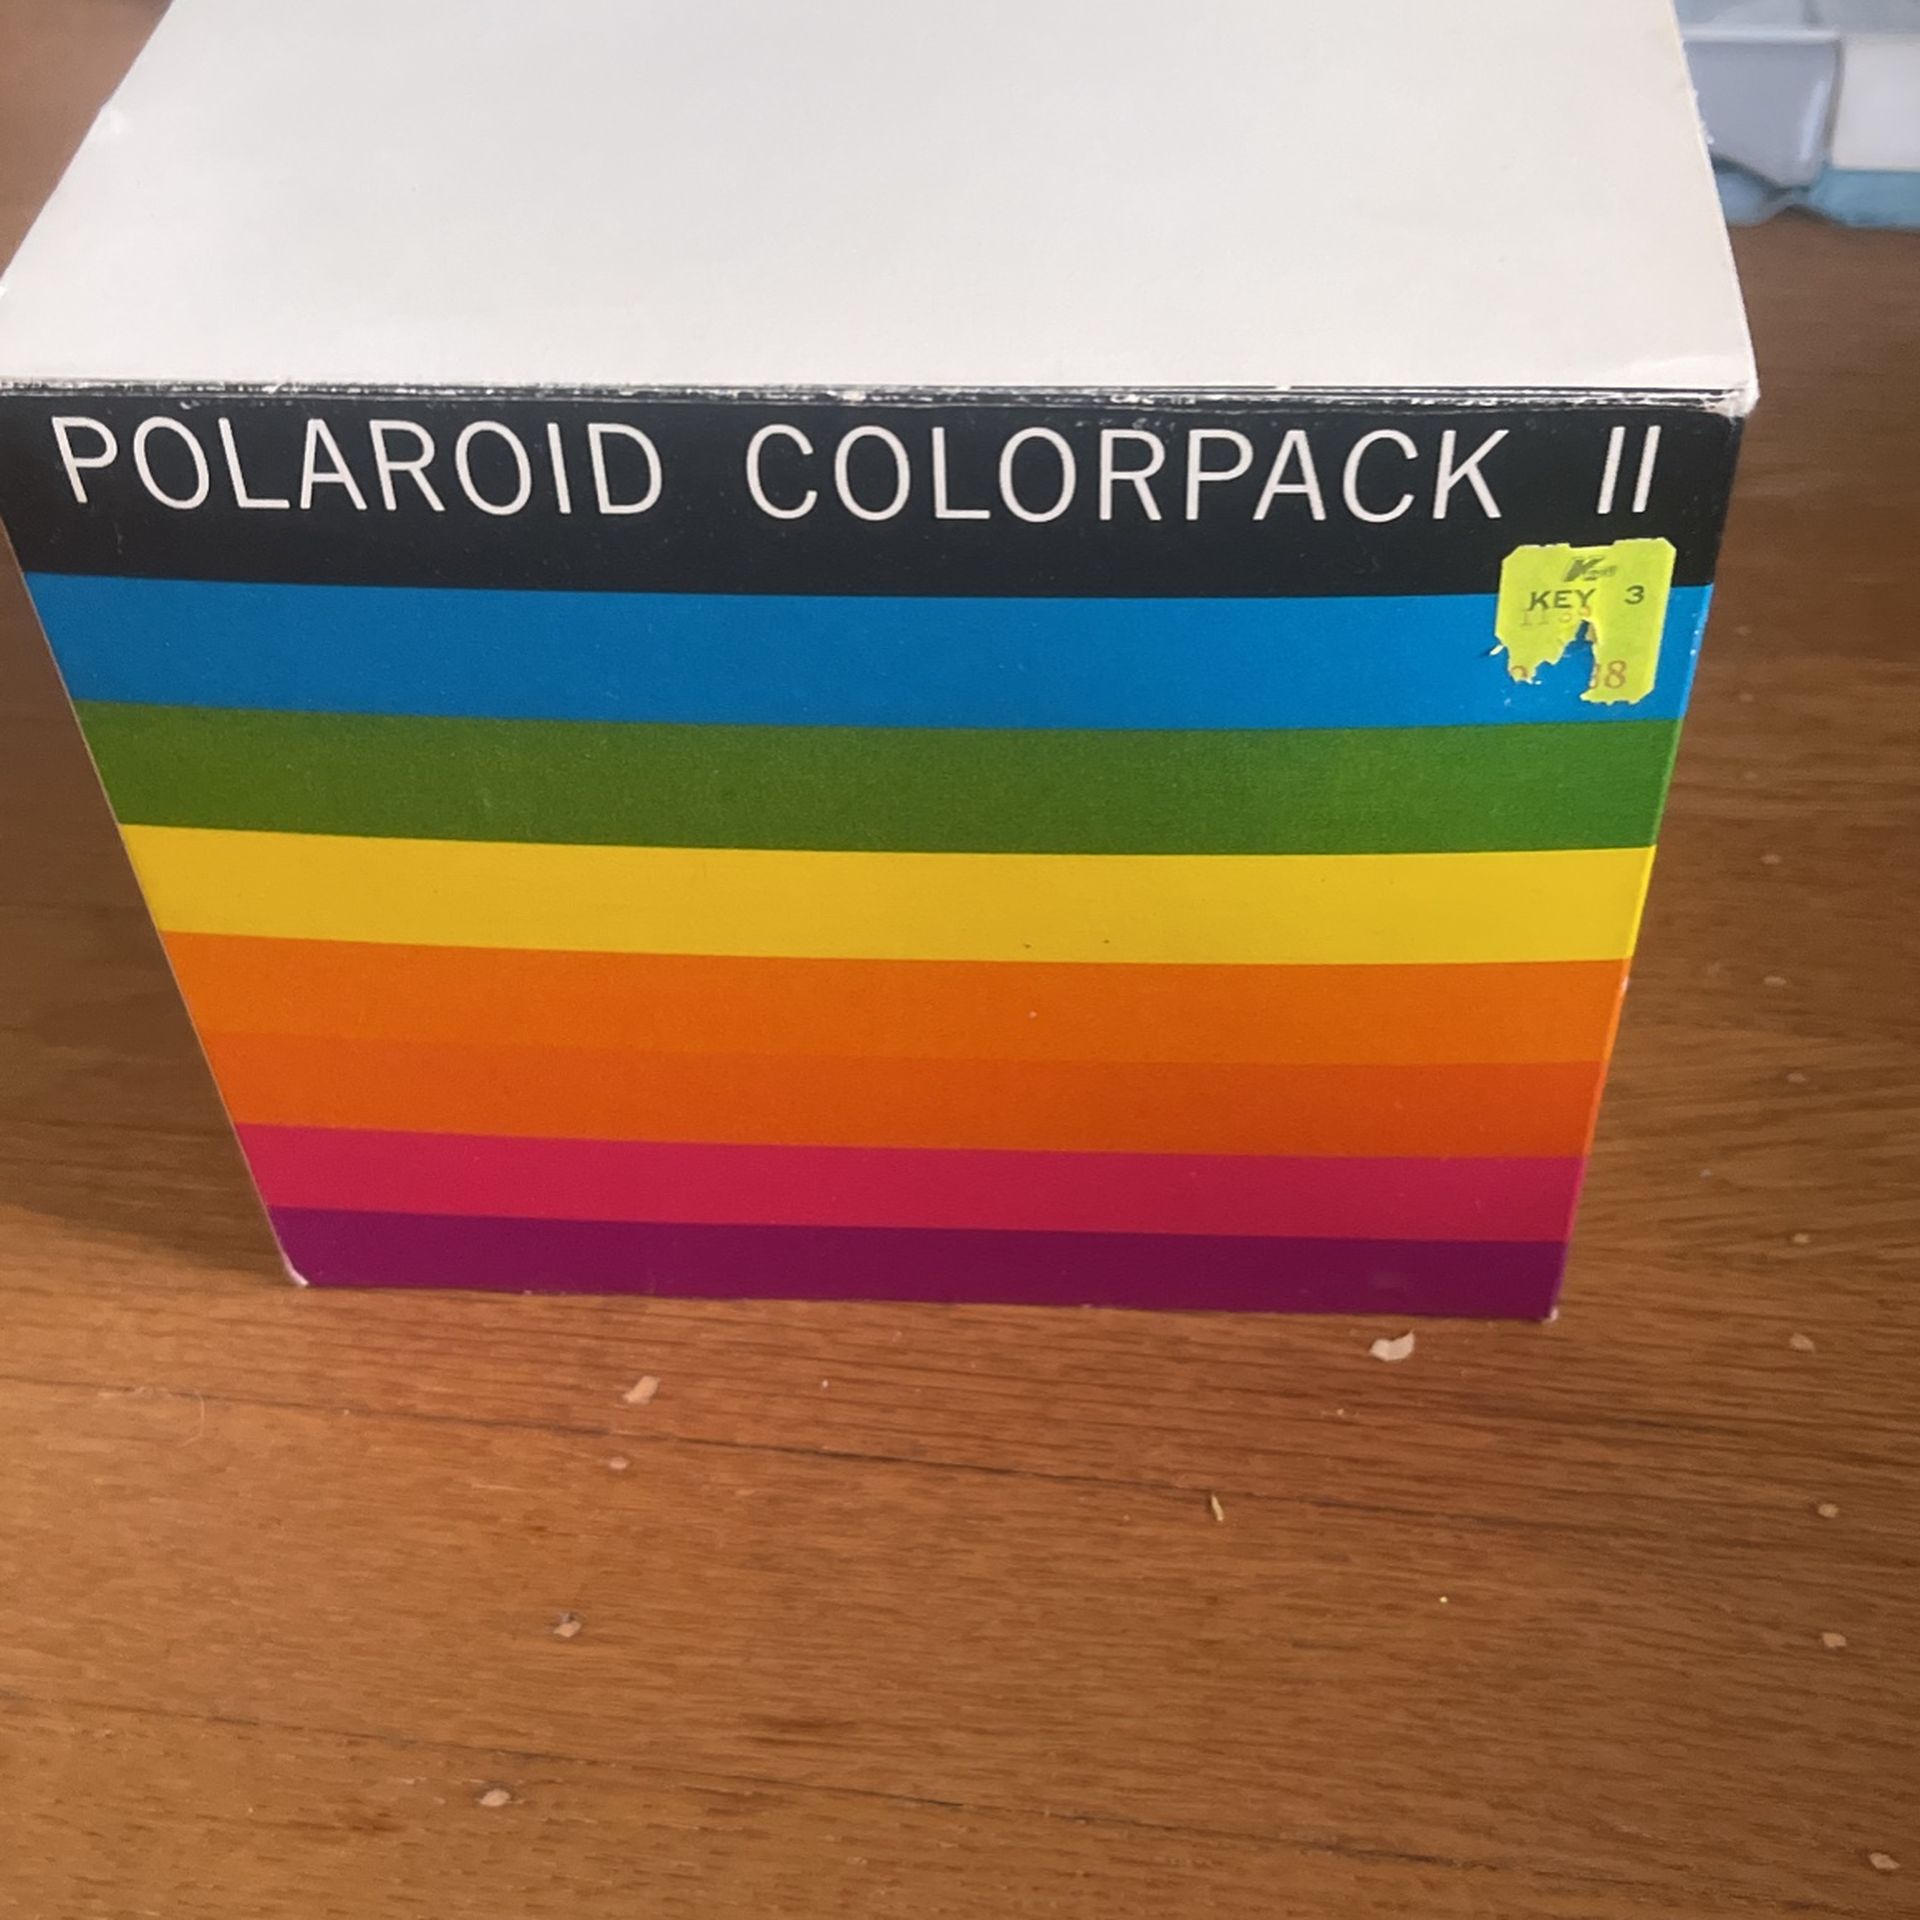 POLAROID COLORPACK II
KEY 3